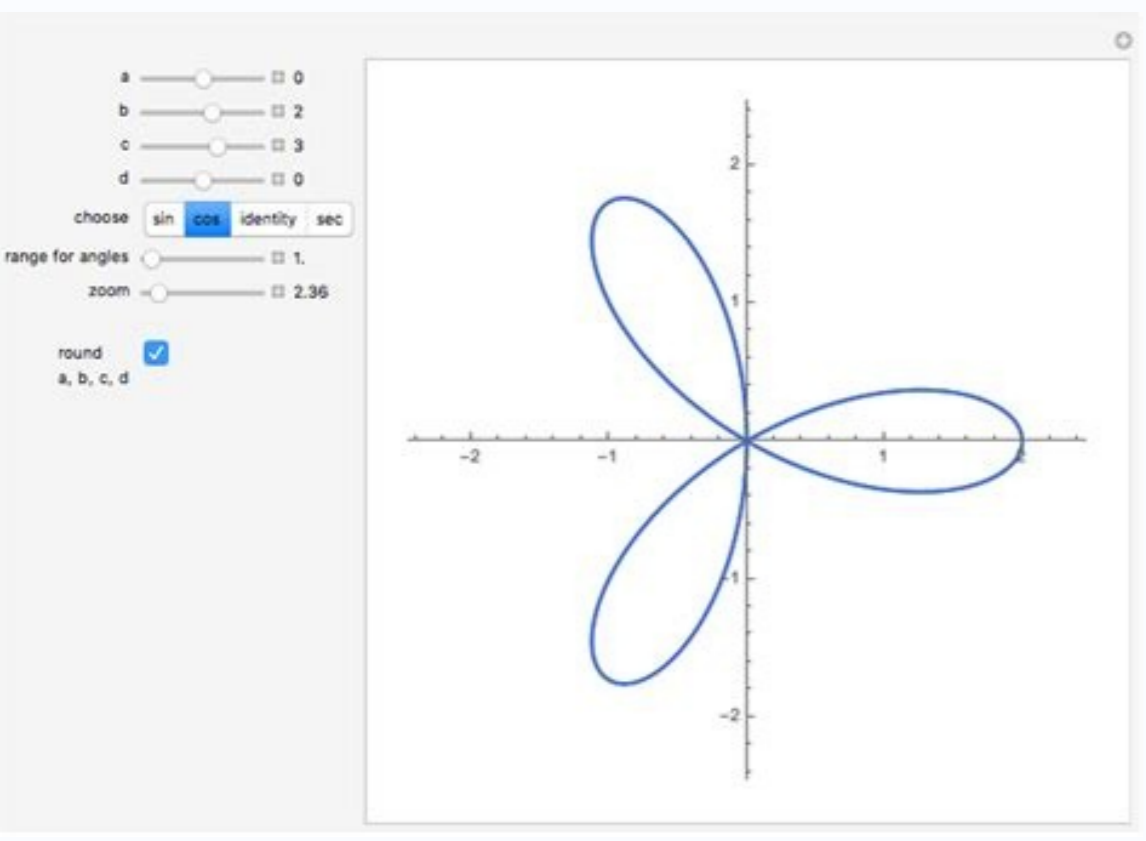 a 0
b 2
c 3
d 0
choose sin cos identity sec
range for angles 1.
zoom 2.36
round
a, b, c, d
2
1
-2 -1 1 2
-1
-2